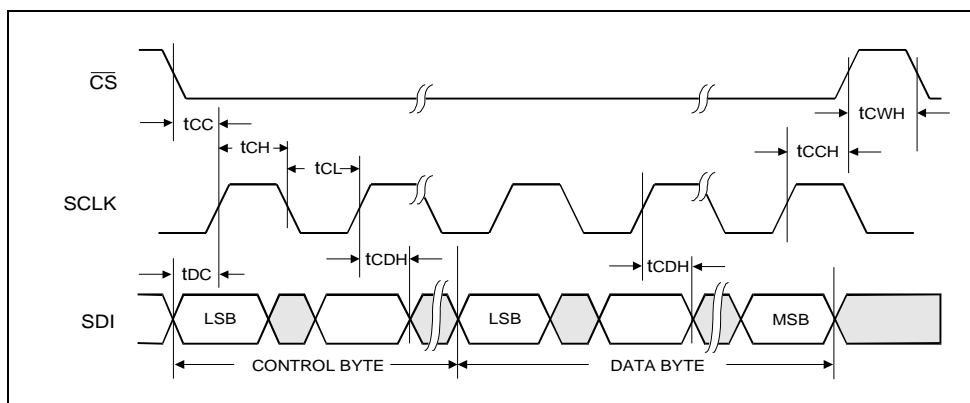 CS
tCC
tCWH
tCH
tCCH
tCL
SCLK
tCDH
tCDH
tDC
SDI
LSB
LSB
MSB
CONTROL BYTE
DATA BYTE